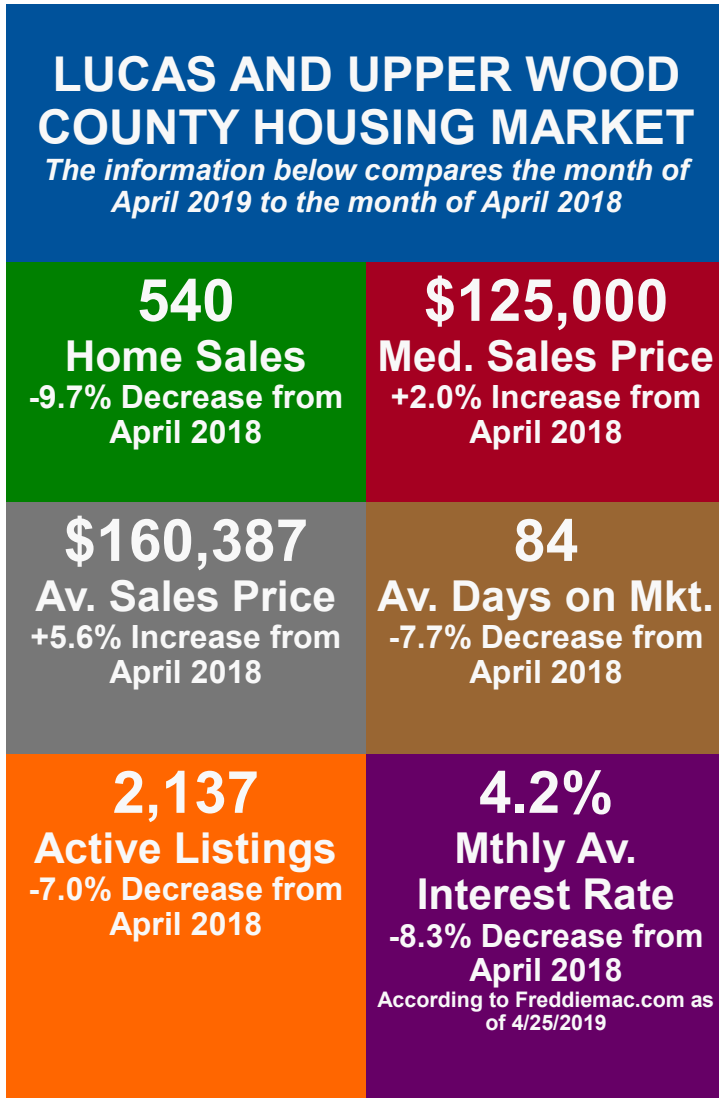 LUCAS AND UPPER WOOD
COUNTY HOUSING MARKET
The information below compares the month of
April 2019 to the month of April 2018
540
Home Sales
-9.7% Decrease from
April 2018
$125,000
Med. Sales Price
+2.0% Increase from
April 2018
$160,387
Av. Sales Price
+5.6% Increase from
April 2018
84
Av. Days on Mkt.
-7.7% Decrease from
April 2018
2,137
Active Listings
-7.0% Decrease from
April 2018
4.2%
Mthly Av.
Interest Rate
-8.3% Decrease from
April 2018
According to Freddiemac.com as
of 4/25/2019